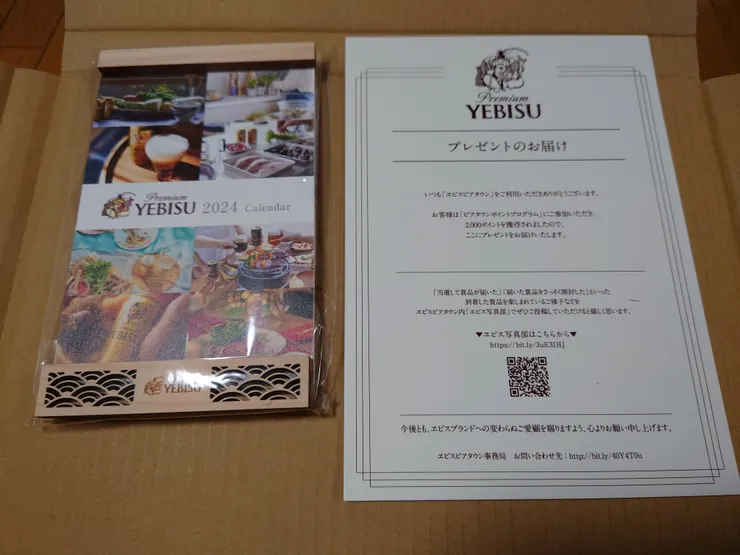 Premium
YEBISU 2024 Calendar
YEBISU
YEBISU
Premium
YEBISU
プレゼントのお届け
いつも「ヱビスビアタウン」をご利用いただきありがとうございます。
お客様は「ビアタウンポイントプログラム」にご参加いただき、
2,000ポイントを獲得されましたので、
ここにプレゼントをお届けいたします。
「当選して賞品が届いた」「届いた賞品をさっそく開封した」といった
到着した賞品を楽しまれているご様子などを
ヱビスビアタウン内「ヱビス写真部」でぜひご投稿していただけると嬉しく思います。
▼ヱビス写真部はこちらから▼
https://bit.ly/3uE3IHJ
今後とも、ヱビスブランドへの変わらぬご愛顧を賜りますよう、心よりお願い申し上げます。
ヱビスビアタウン事務局 お問い合わせ先：http://bit.ly/40Y4T0u